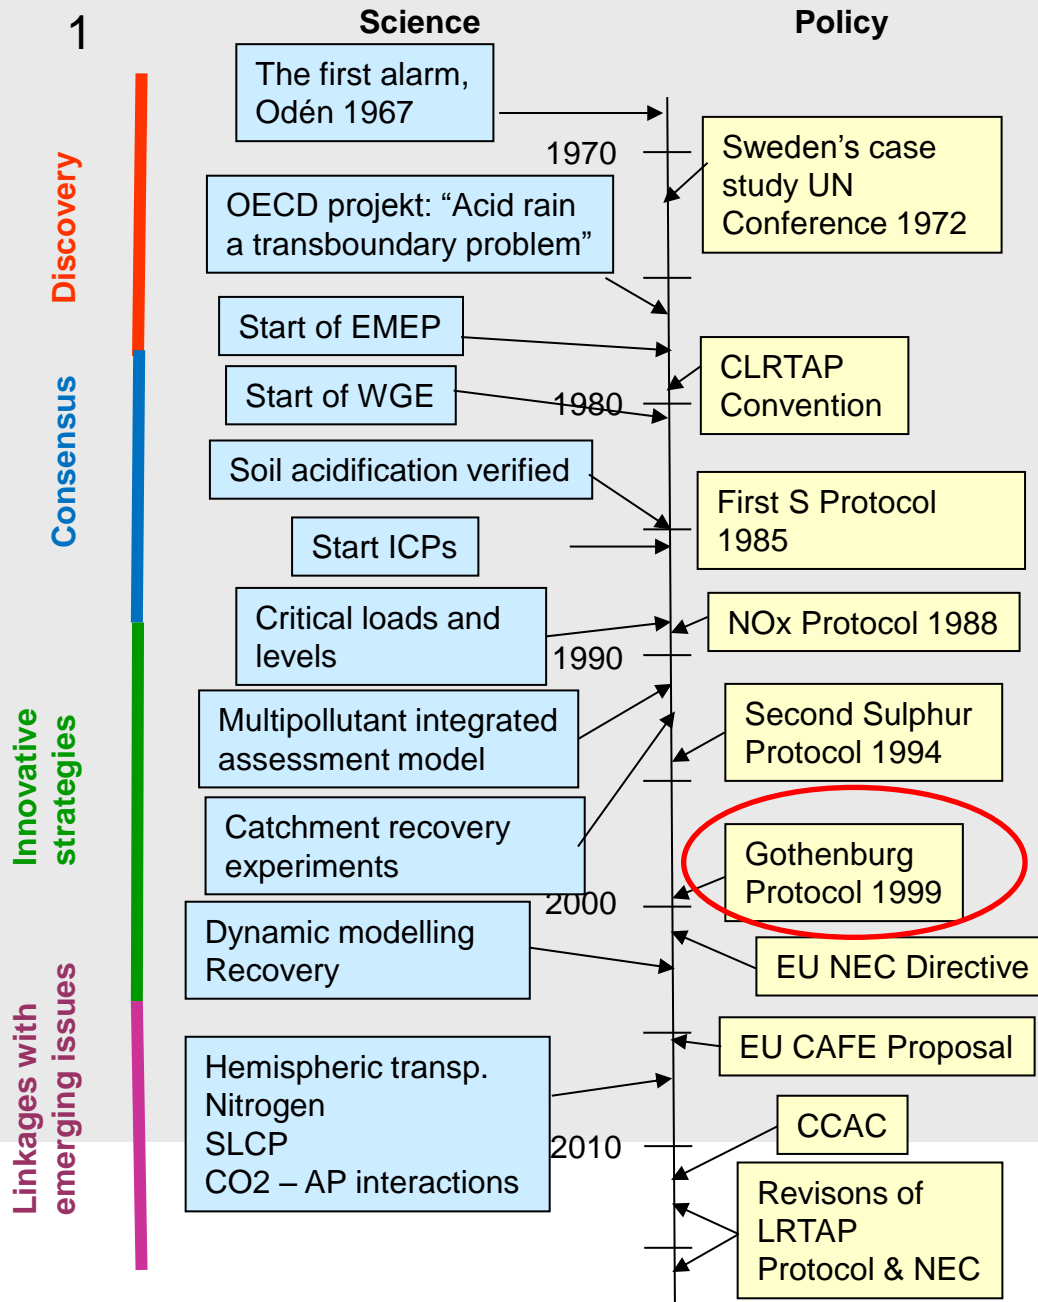 1
Science
Policy
The first alarm,
Odén 1967
1970
Sweden's case
study UN
Conference 1972
OECD projekt: “Acid rain
a transboundary problem”
Discovery
Start of EMEP
CLRTAP
Convention
Start of WGE
1980
Consensus
Soil acidification verified
First S Protocol
1985
Start ICPs
Critical loads and
levels
NOx Protocol 1988
1990
Multipollutant integrated
assessment model
Second Sulphur
Protocol 1994
Innovative
strategies
Catchment recovery
experiments
Gothenburg
Protocol 1999
2000
Dynamic modelling
Recovery
EU NEC Directive
EU CAFE Proposal
Linkages with
emerging issues
Hemispheric transp.
Nitrogen
SLCP
CO2 – AP interactions
CCAC
2010
Revisons of
LRTAP
Protocol & NEC